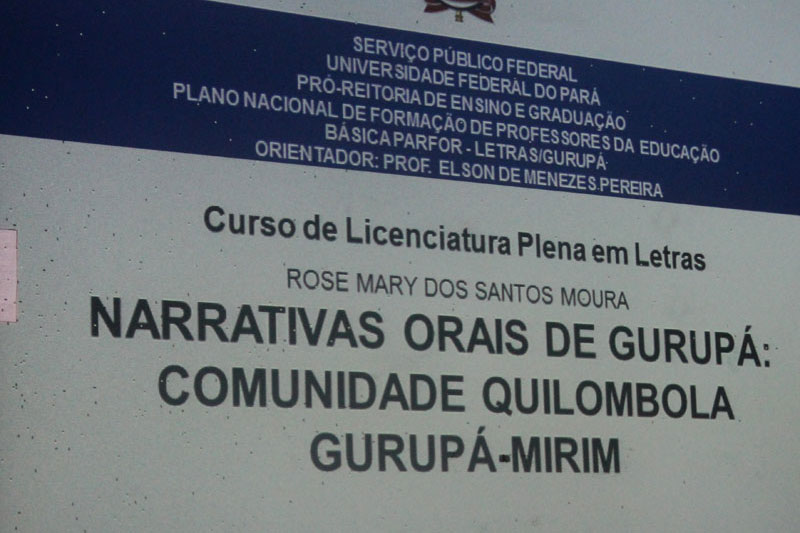 SERVIÇO PÚBLICO FEDERAL
UNIVERSIDADE FEDERAL DO PARÁ
PRÓ-REITORIA DE ENSINO E GRADUAÇÃO
PLANO NACIONAL DE FORMAÇÃO DE PROFESSORES DA EDUCAÇÃO
BÁSICA PARFOR - LETRAS/GURUPÁ
ORIENTADOR: PROF. ELSON DE MENEZES PEREIRA
Curso de Licenciatura Plena em Letras
ROSE MARY DOS SANTOS MOURA
NARRATIVAS ORAIS DE GURUPÁ:
COMUNIDADE QUILOMBOLA
GURUPÁ-MIRIM